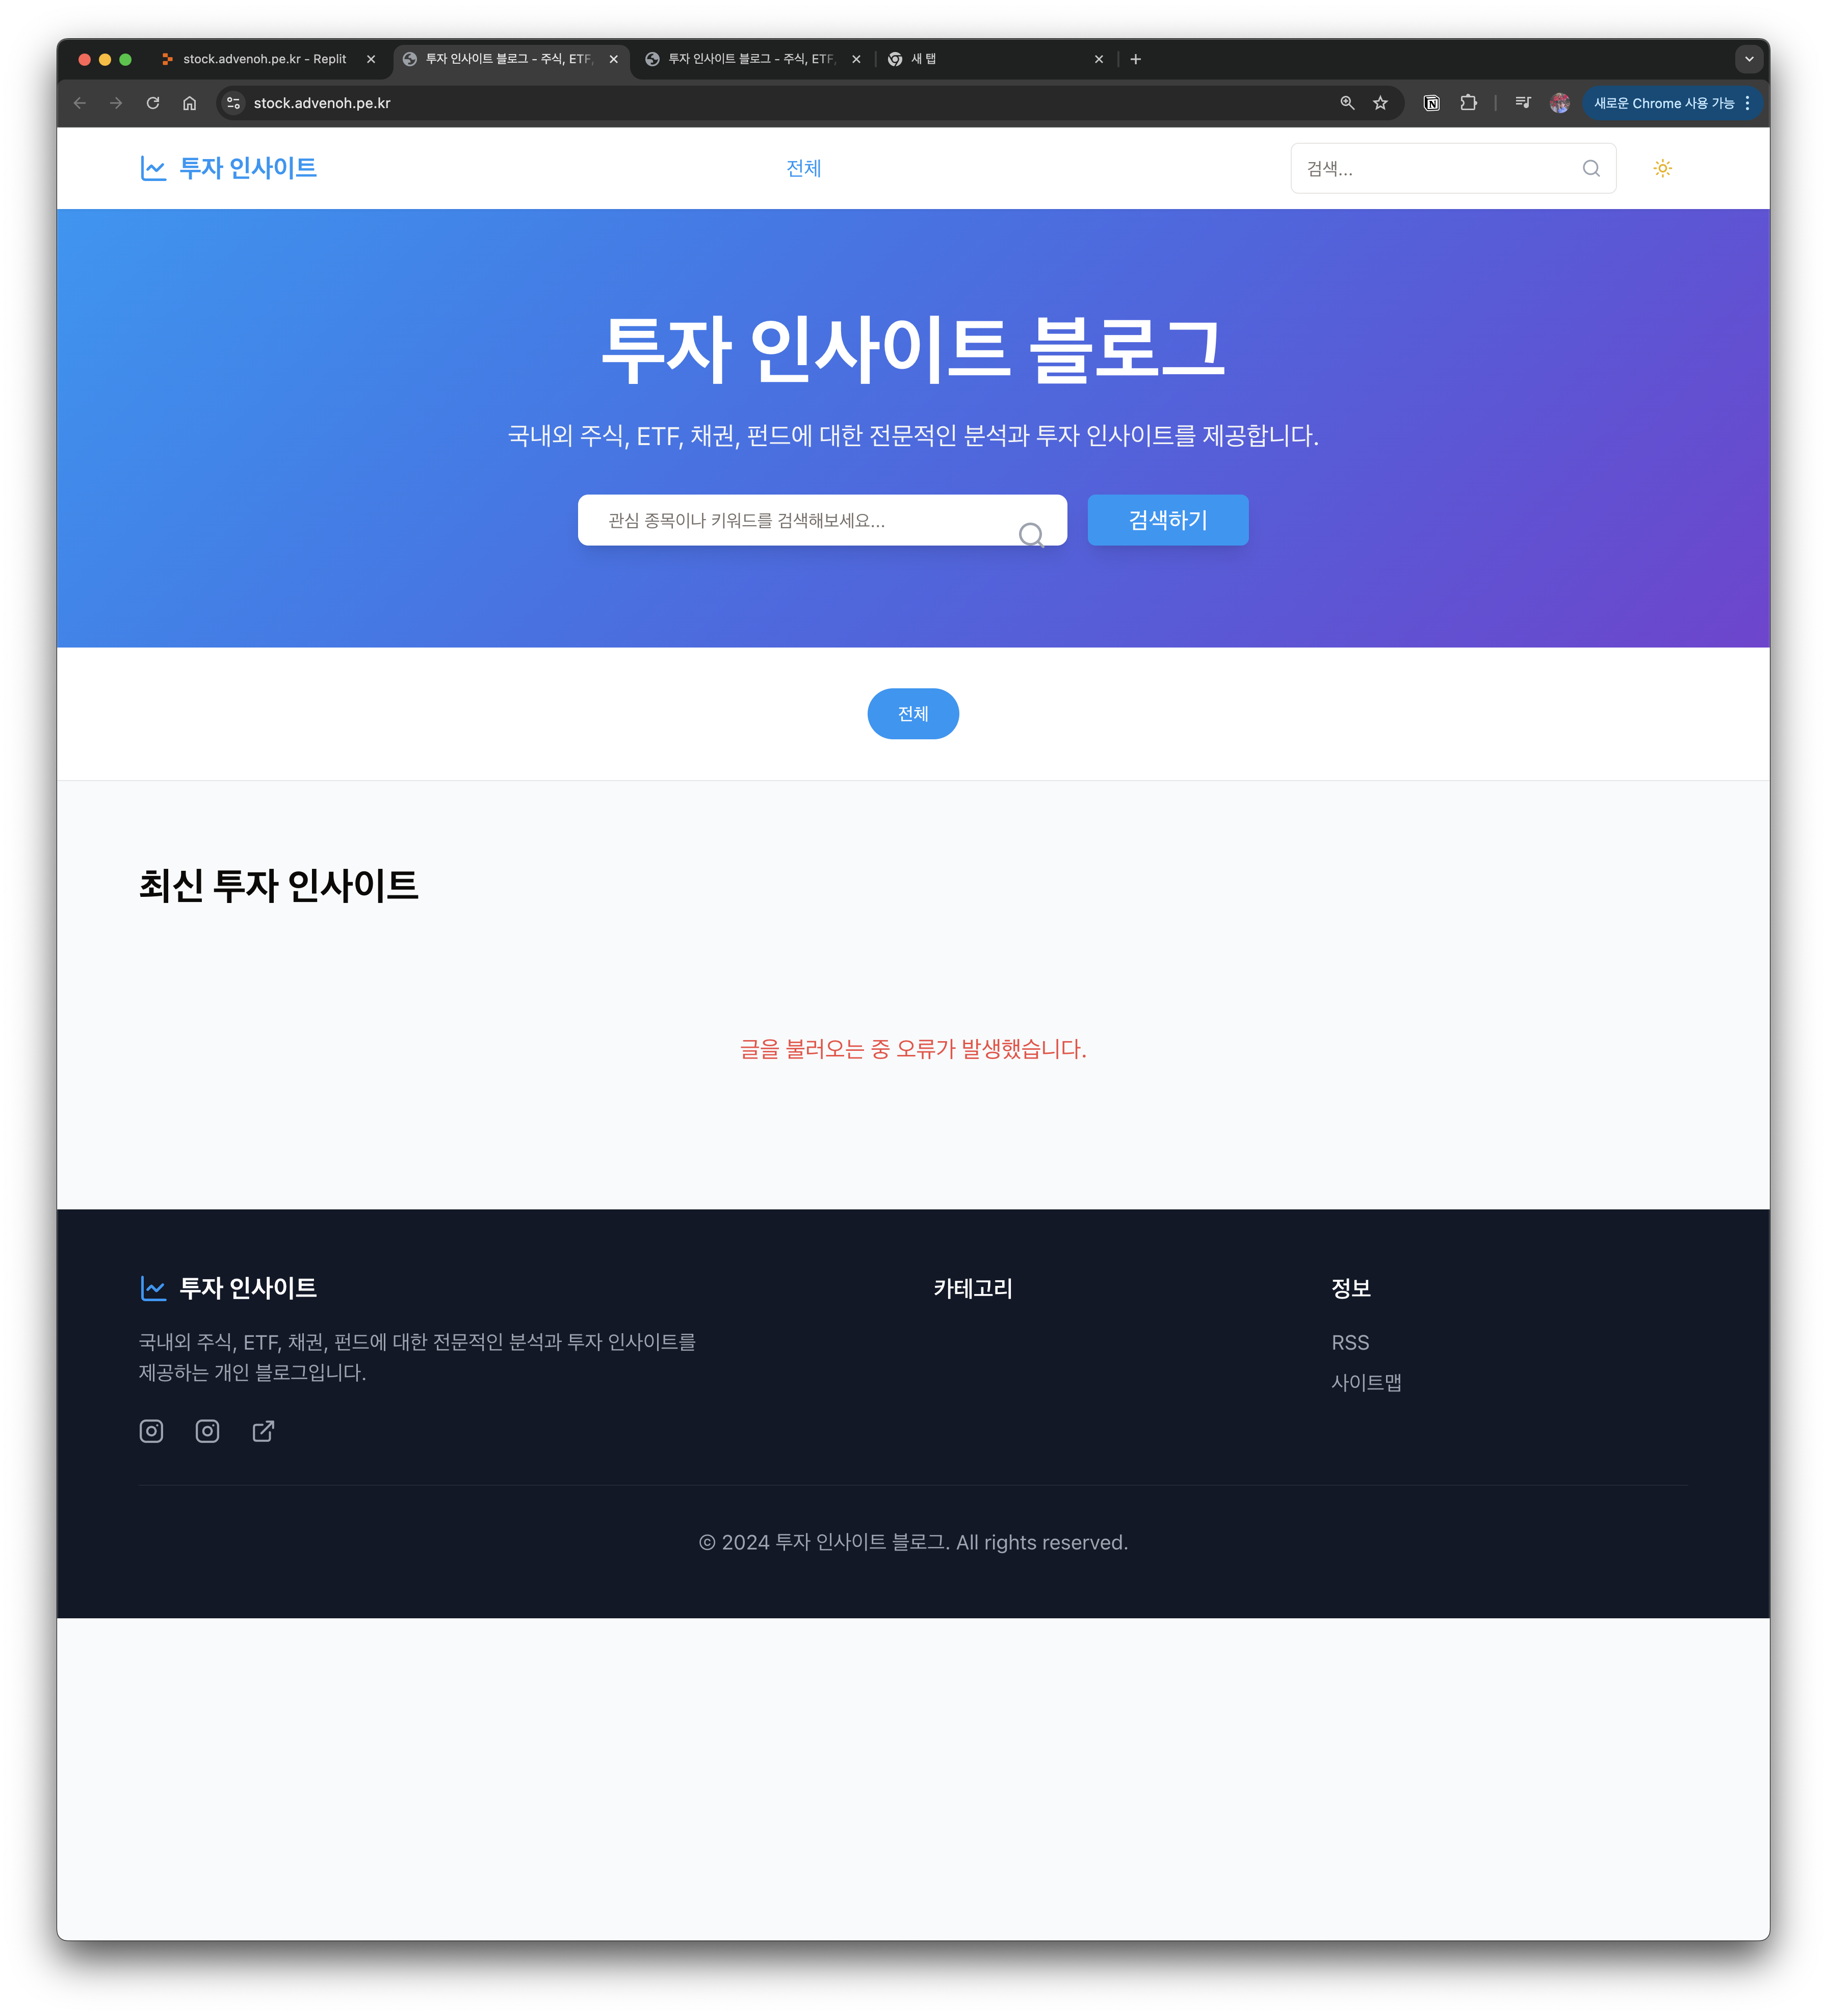 stock.advenoh.pe.kr - Replit
투자 인사이트 블로그 - 주식, ETF,
투자 인사이트 블로그 - 주식, ETF,
새 탭
stock.advenoh.pe.kr
새로운 Chrome 사용 가능
투자 인사이트
전체
검색...
투자 인사이트 블로그
국내외 주식, ETF, 채권, 펀드에 대한 전문적인 분석과 투자 인사이트를 제공합니다.
관심 종목이나 키워드를 검색해보세요...
검색하기
전체
최신 투자 인사이트
글을 불러오는 중 오류가 발생했습니다.
투자 인사이트
국내외 주식, ETF, 채권, 펀드에 대한 전문적인 분석과 투자 인사이트를
제공하는 개인 블로그입니다.
카테고리
정보
RSS
사이트맵
© 2024 투자 인사이트 블로그. All rights reserved.